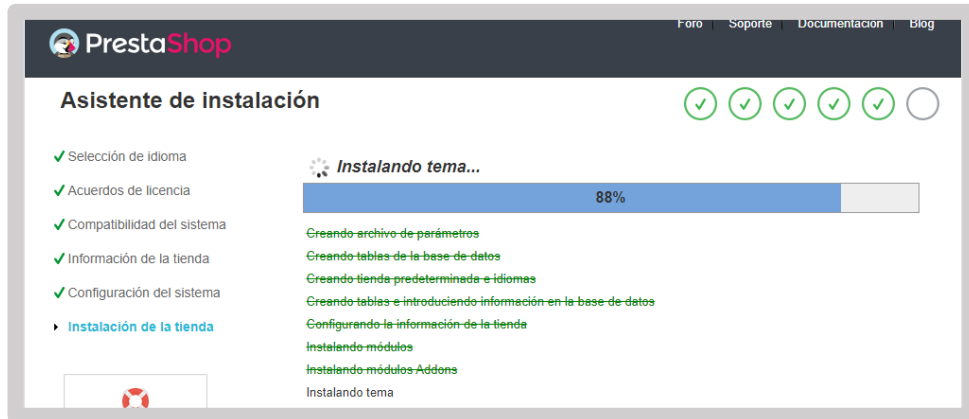 Foro Soporte Documentación Blog
PrestaShop
Asistente de instalación
Selección de idioma
Acuerdos de licencia
Compatibilidad del sistema
Información de la tienda
Configuración del sistema
Instalación de la tienda
Instalando tema...
88%
Creando archivo de parámetros
Creando tablas de la base de datos
Creando tienda predeterminada e idiomas
Creando tablas e introduciendo información en la base de datos
Configurando la información de la tienda
Instalando módulos
Instalando módulos Addons
Instalando tema